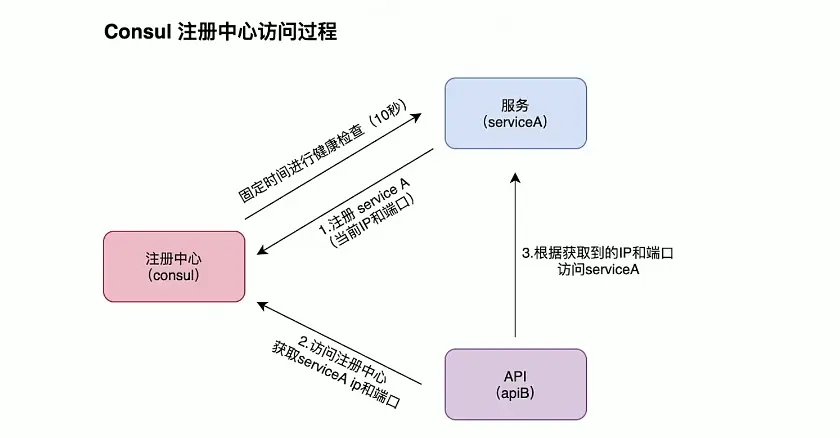 Consul 注册中心访问过程
服务
（serviceA）
固定时间进行健康检查（10秒）
1.注册 service A
（当前IP和端口）
注册中心
（consul）
3.根据获取到的IP和端口
访问serviceA
2.访问注册中心
获取serviceA ip和端口
API
（apiB）